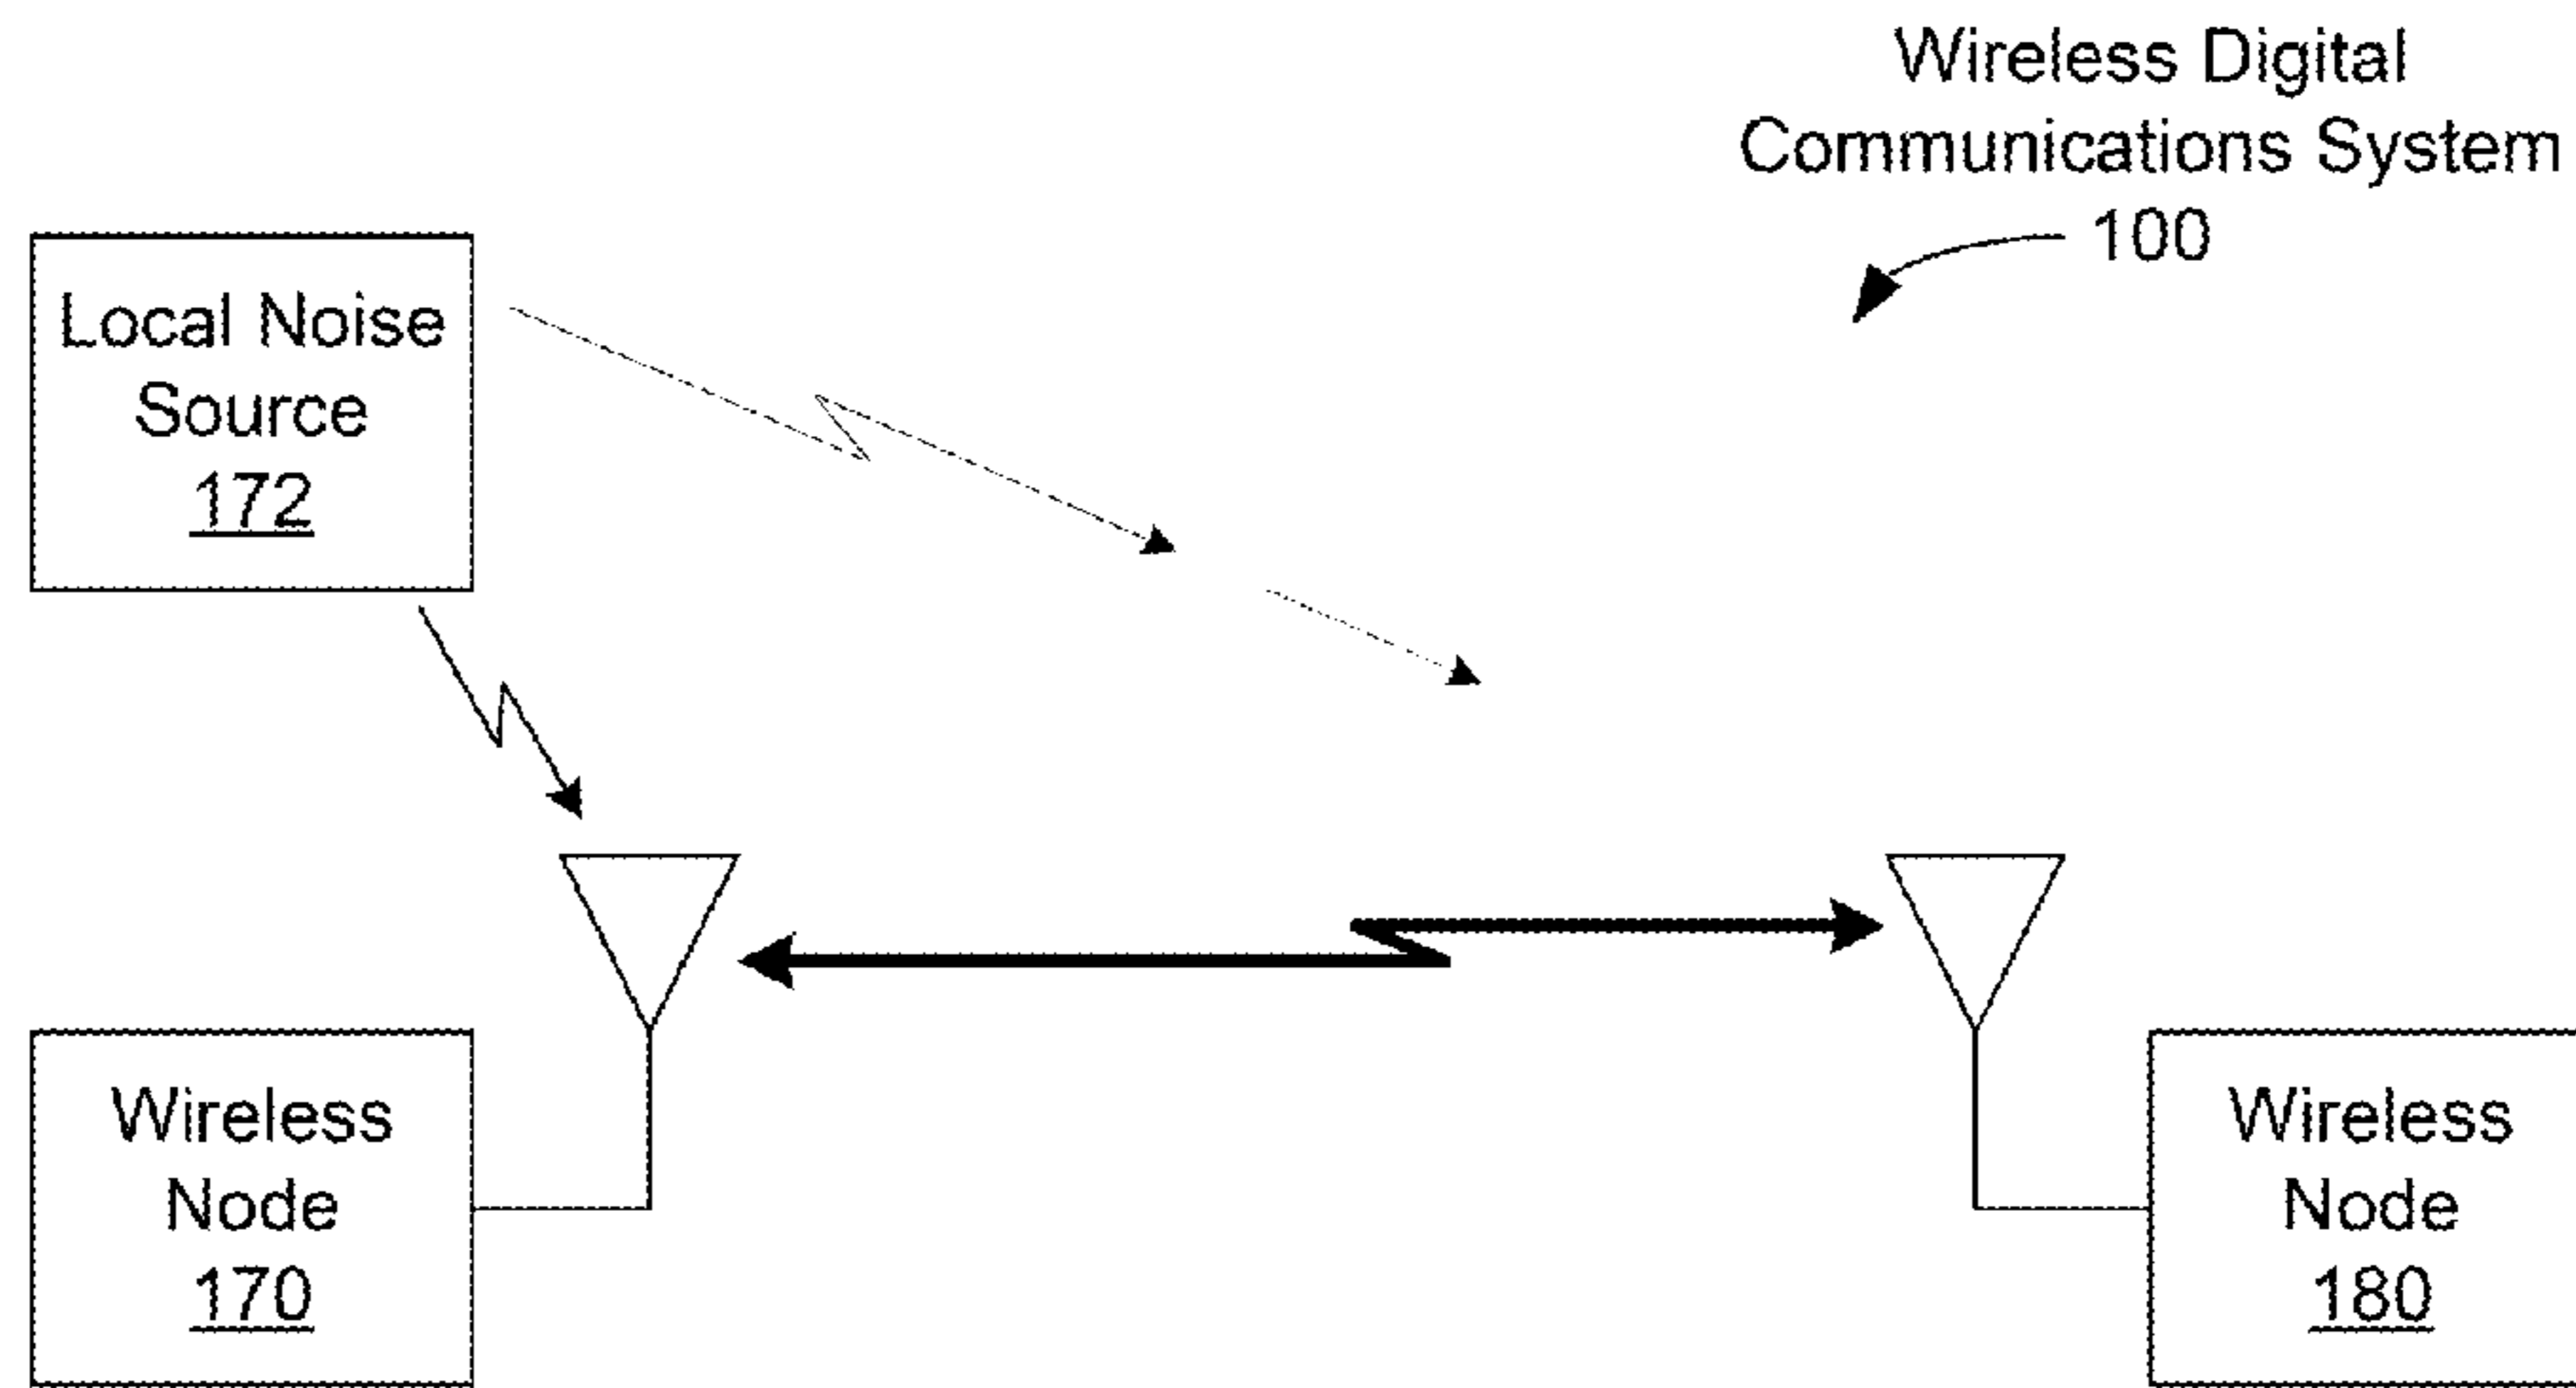 Wireless Digital
Communications System
100
Local Noise
Source
172
Wireless
Node
170
Wireless
Node
180